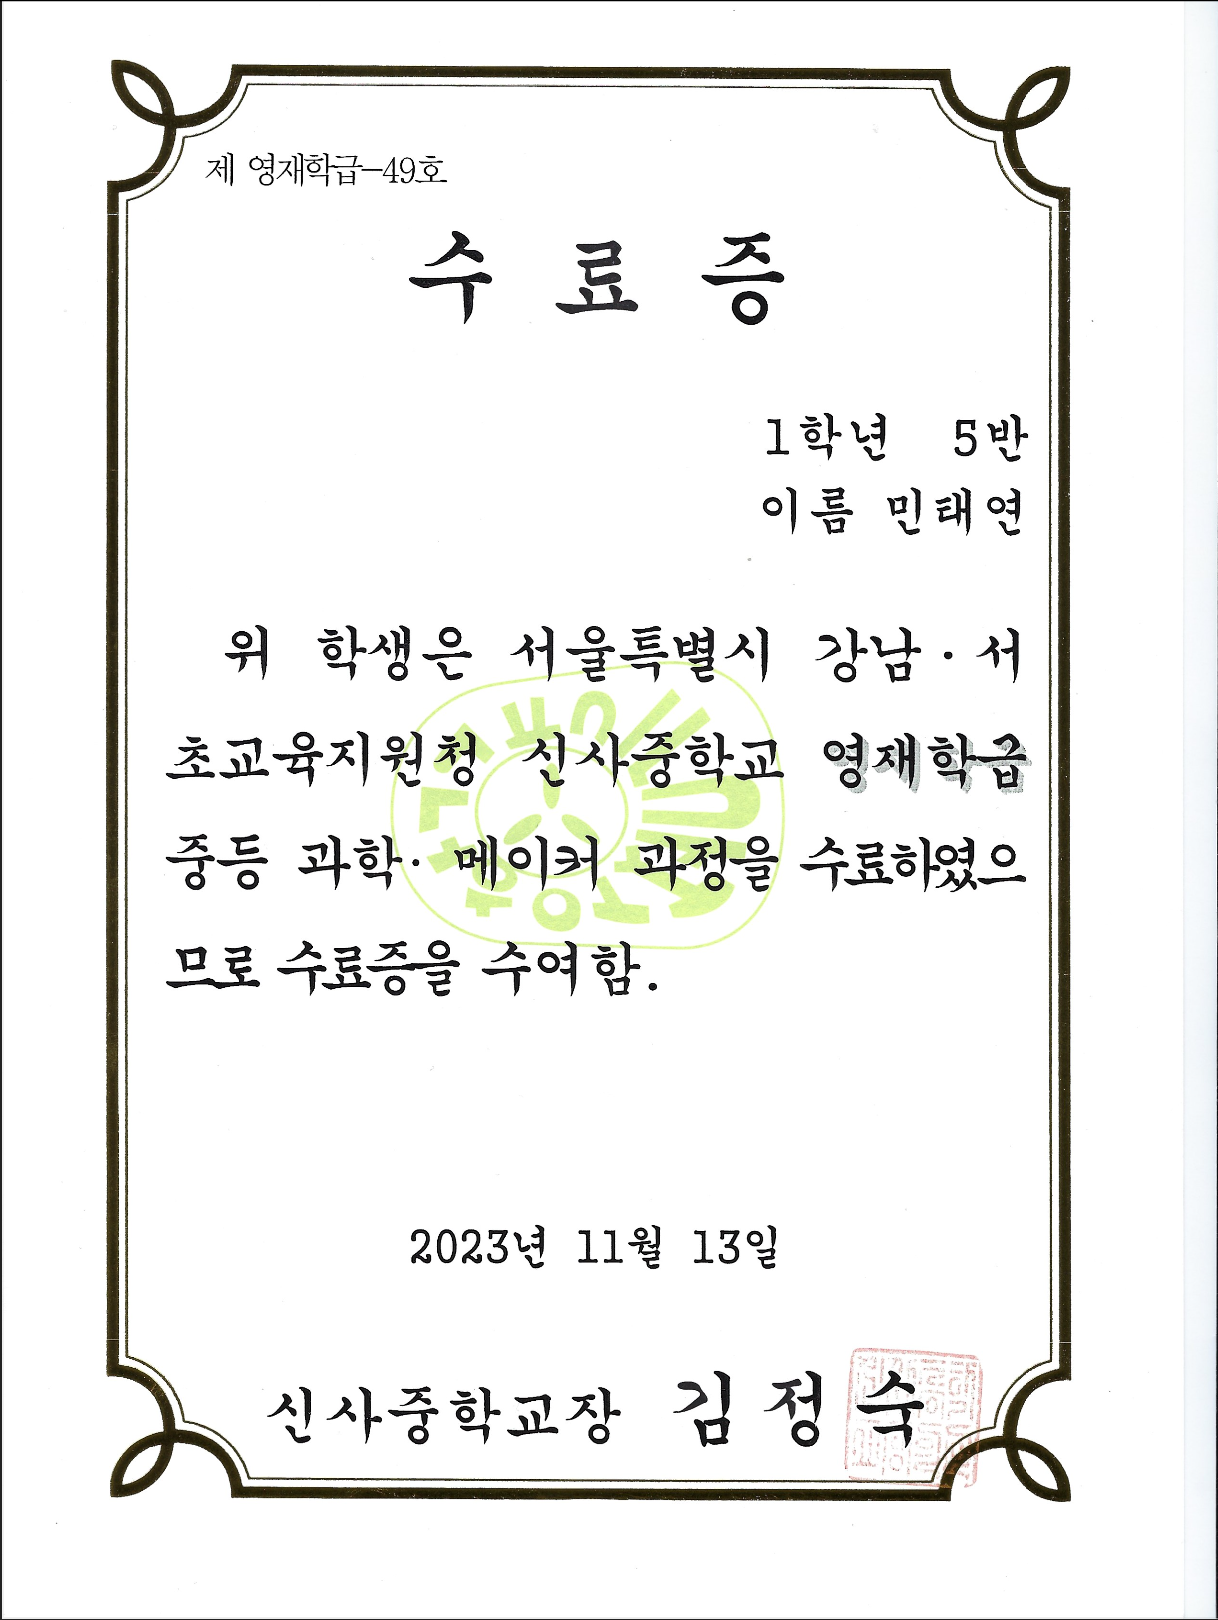 제 영재학급-49호
수 료 증
1학년 5반
이름 민태연
위 학생은 서울특별시 강남·서
초교육지원청 신사중학교 영재학급
중등 과학· 메이커 과정을 수료하였으
므로 수료증을 수여함.
2023년 11월 13일
신사중학교장 김 정 숙